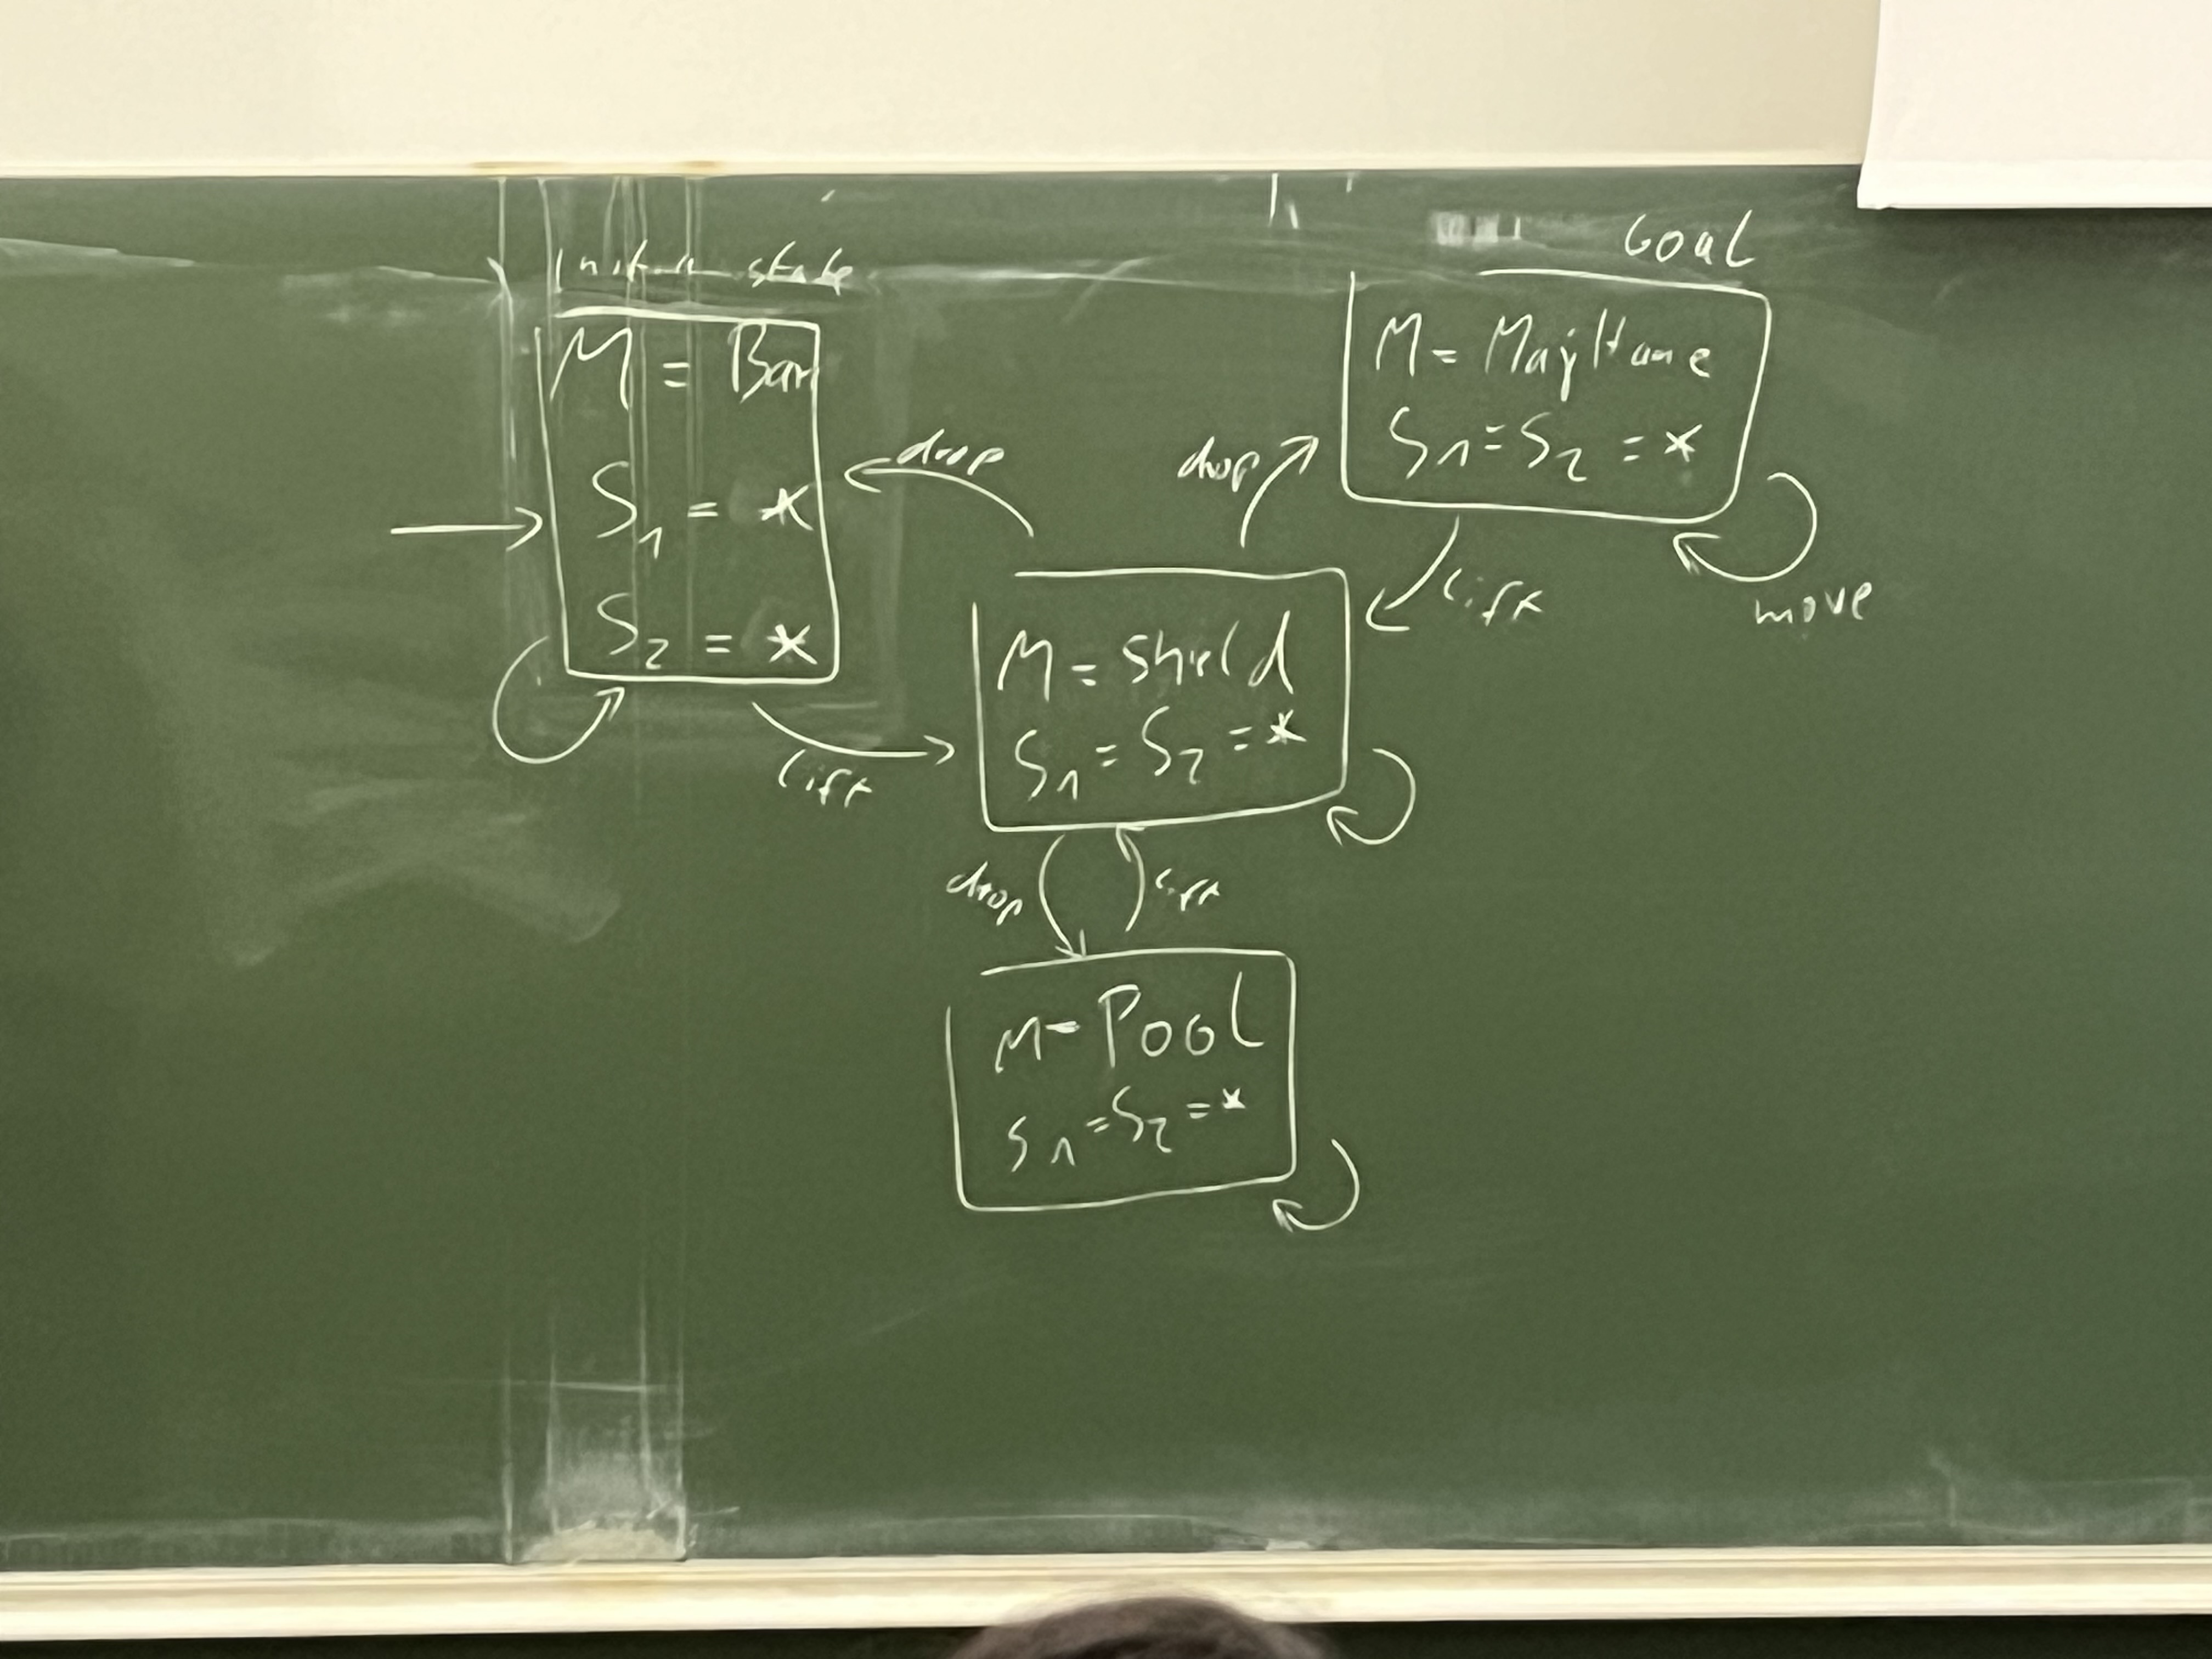 Initial state
M = Bar
S1 = *
S2 = *
lift
drop
drop
Goal
M = MajHome
S1 = S2 = *
move
lift
M = Shield
S1 = S2 = *
drop
lift
M = Pool
S1 = S2 = *